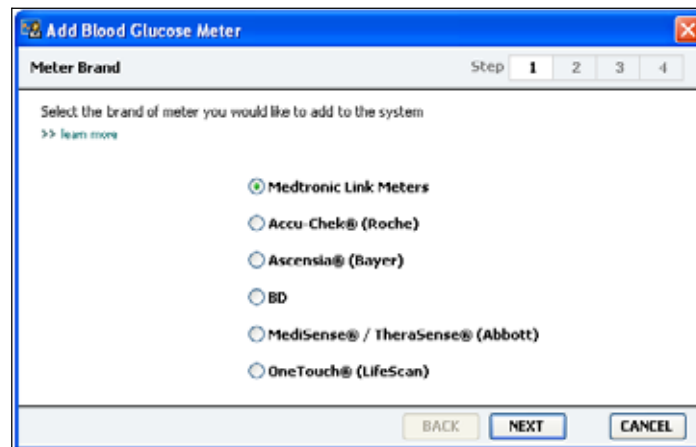 Add Blood Glucose Meter
Meter Brand Step 1 2 3 4
Select the brand of meter you would like to add to the system
>> learn more
Medtronic Link Meters
Accu-Chek® (Roche)
Ascensia® (Bayer)
BD
MediSense® / TheraSense® (Abbott)
OneTouch® (LifeScan)
BACK NEXT CANCEL